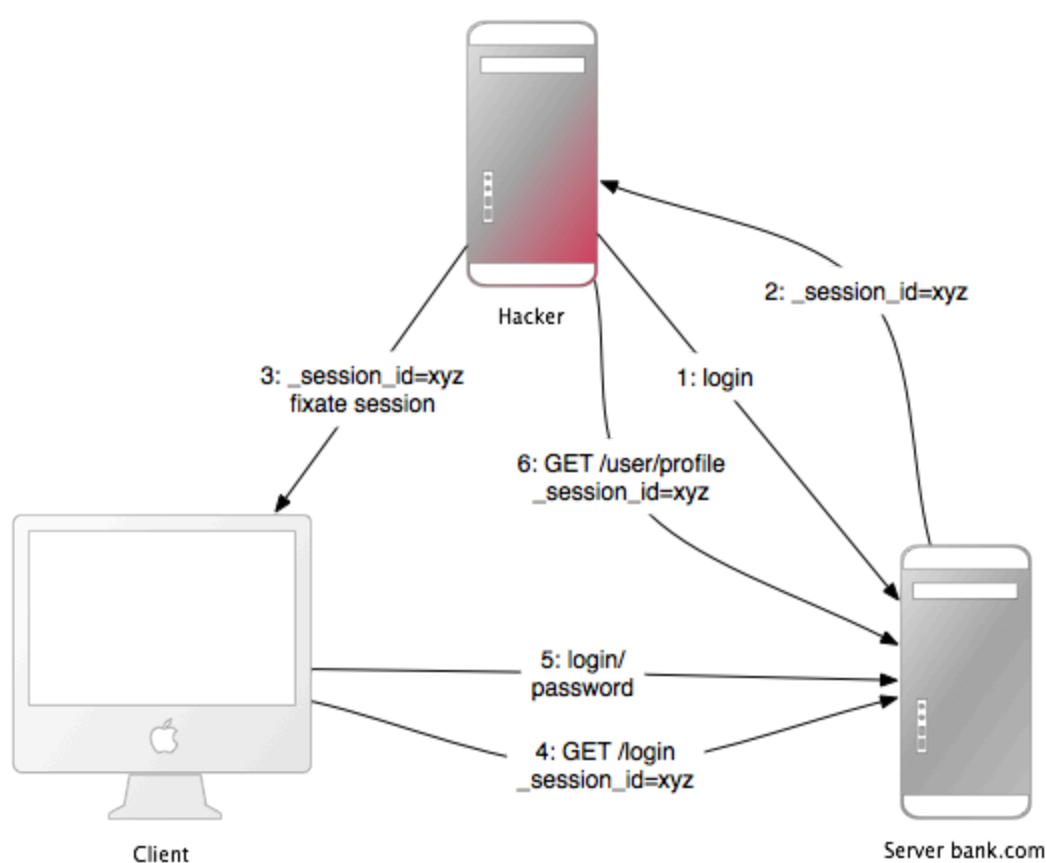 Hacker
2: _session_id=xyz
3: _session_id=xyz
fixate session
1: login
6: GET /user/profile
_session_id=xyz
5: login/
password
4: GET /login
_session_id=xyz
Client
Server bank.com